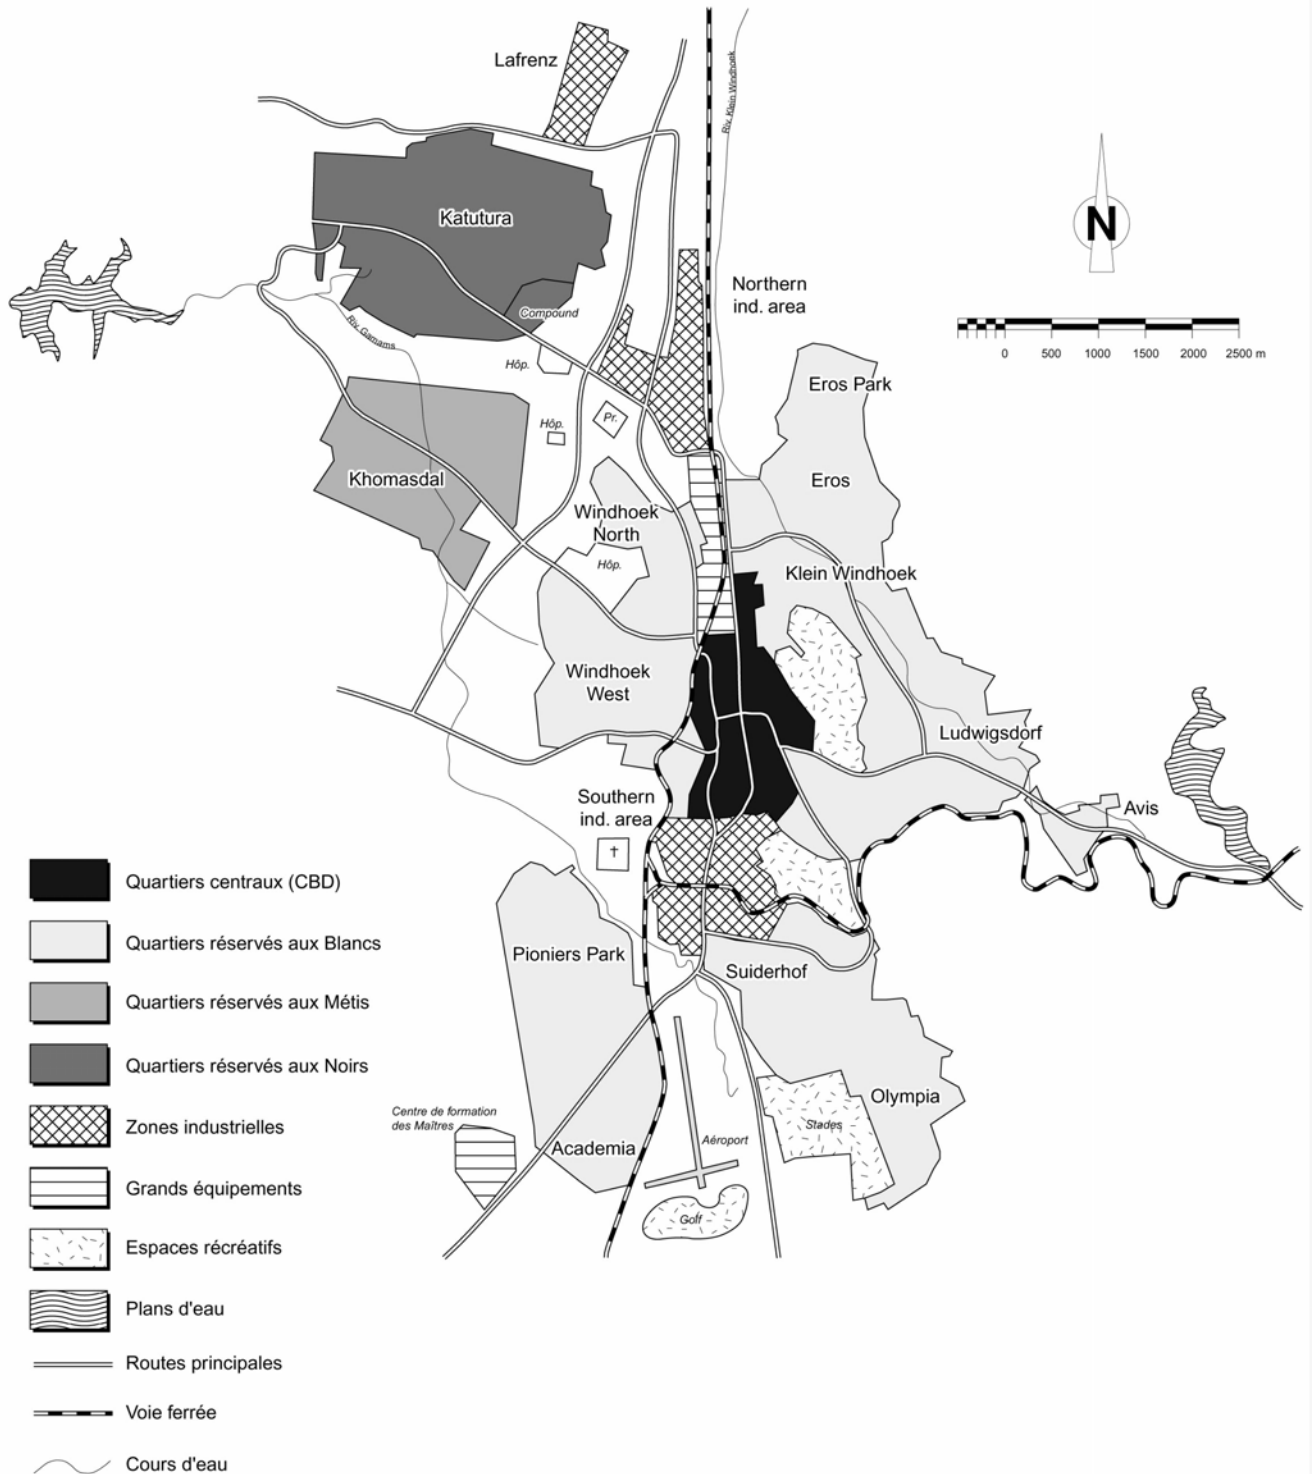 Lafrenz
Riv. Klein Windhoek
Katutura
N
Compound
Northern
ind. area
0 500 1000 1500 2000 2500 m
Riv. Gamams
Hôp.
Eros Park
Hôp.
Pr.
Khomasdal
Eros
Windhoek
North
Hôp.
Klein Windhoek
Windhoek
West
Ludwigsdorf
Southern
ind. area
Avis
Pioniers Park
Suiderhof
Olympia
Centre de formation
des Maîtres
Stades
Aéroport
Academia
Golf
Quartiers centraux (CBD)
Quartiers réservés aux Blancs
Quartiers réservés aux Métis
Quartiers réservés aux Noirs
Zones industrielles
Grands équipements
Espaces récréatifs
Plans d'eau
Routes principales
Voie ferrée
Cours d'eau